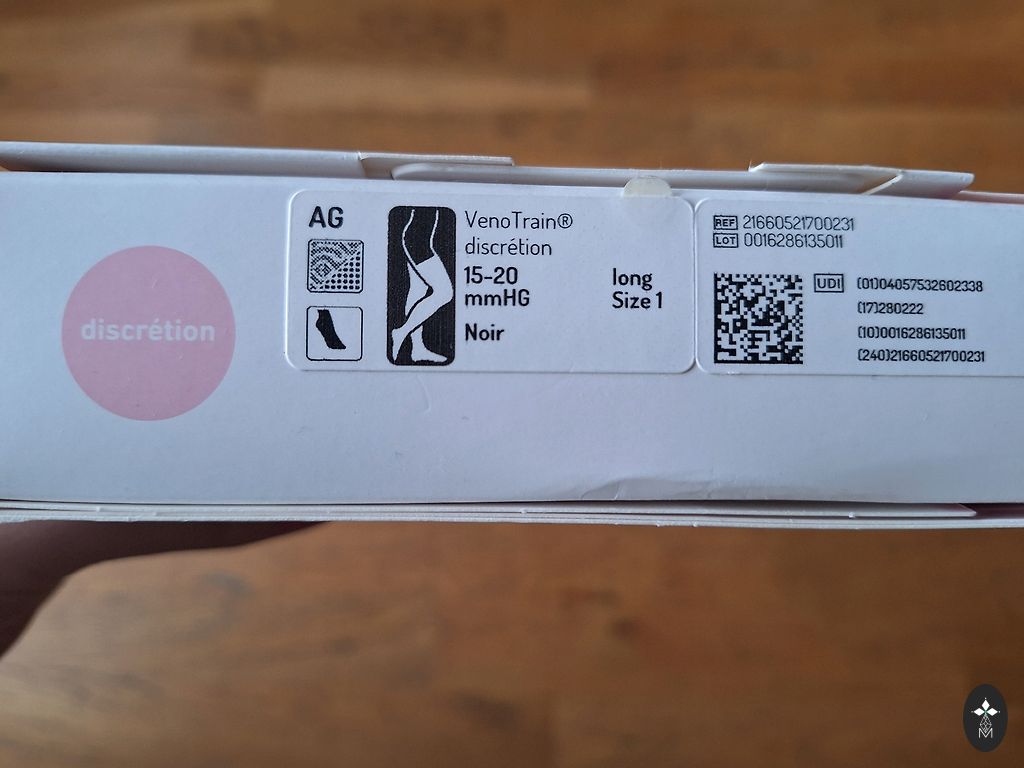 discrétion
AG
VenoTrain®
discrétion
15-20
mmHG
Noir
long
Size 1
REF 21660521700231
LOT 0016286135011
UDI (01)04057532602338
(17)280222
(10)0016286135011
(240)21660521700231
M